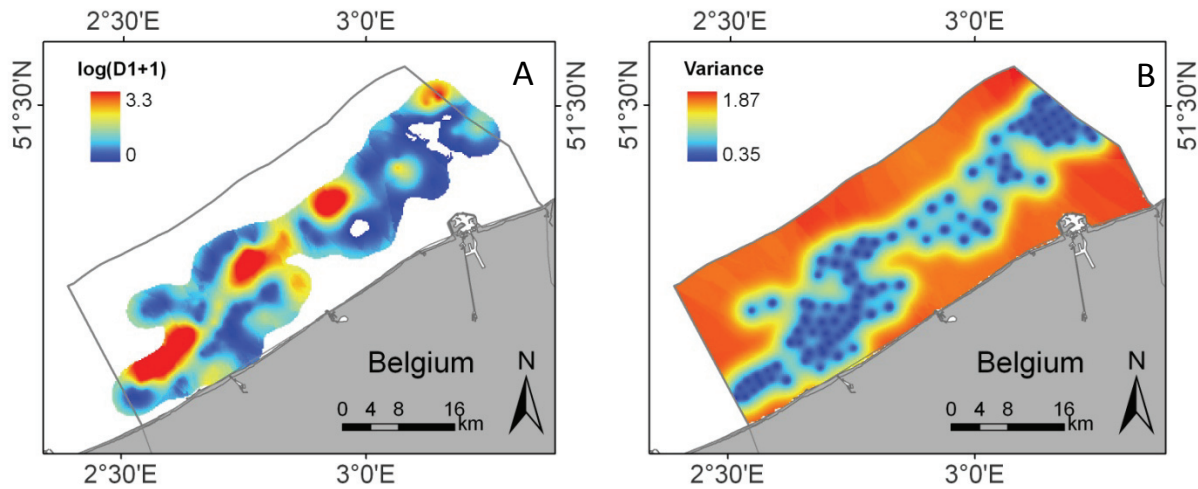 2°30'E 3°0'E
51°30'N
log(D1+1)
3.3
0
A
Belgium
N
0 4 8 16
km
2°30'E 3°0'E
2°30'E 3°0'E
51°30'N
51°30'N
Variance
1.87
0.35
B
Belgium
N
0 4 8 16
km
2°30'E 3°0'E
51°30'N